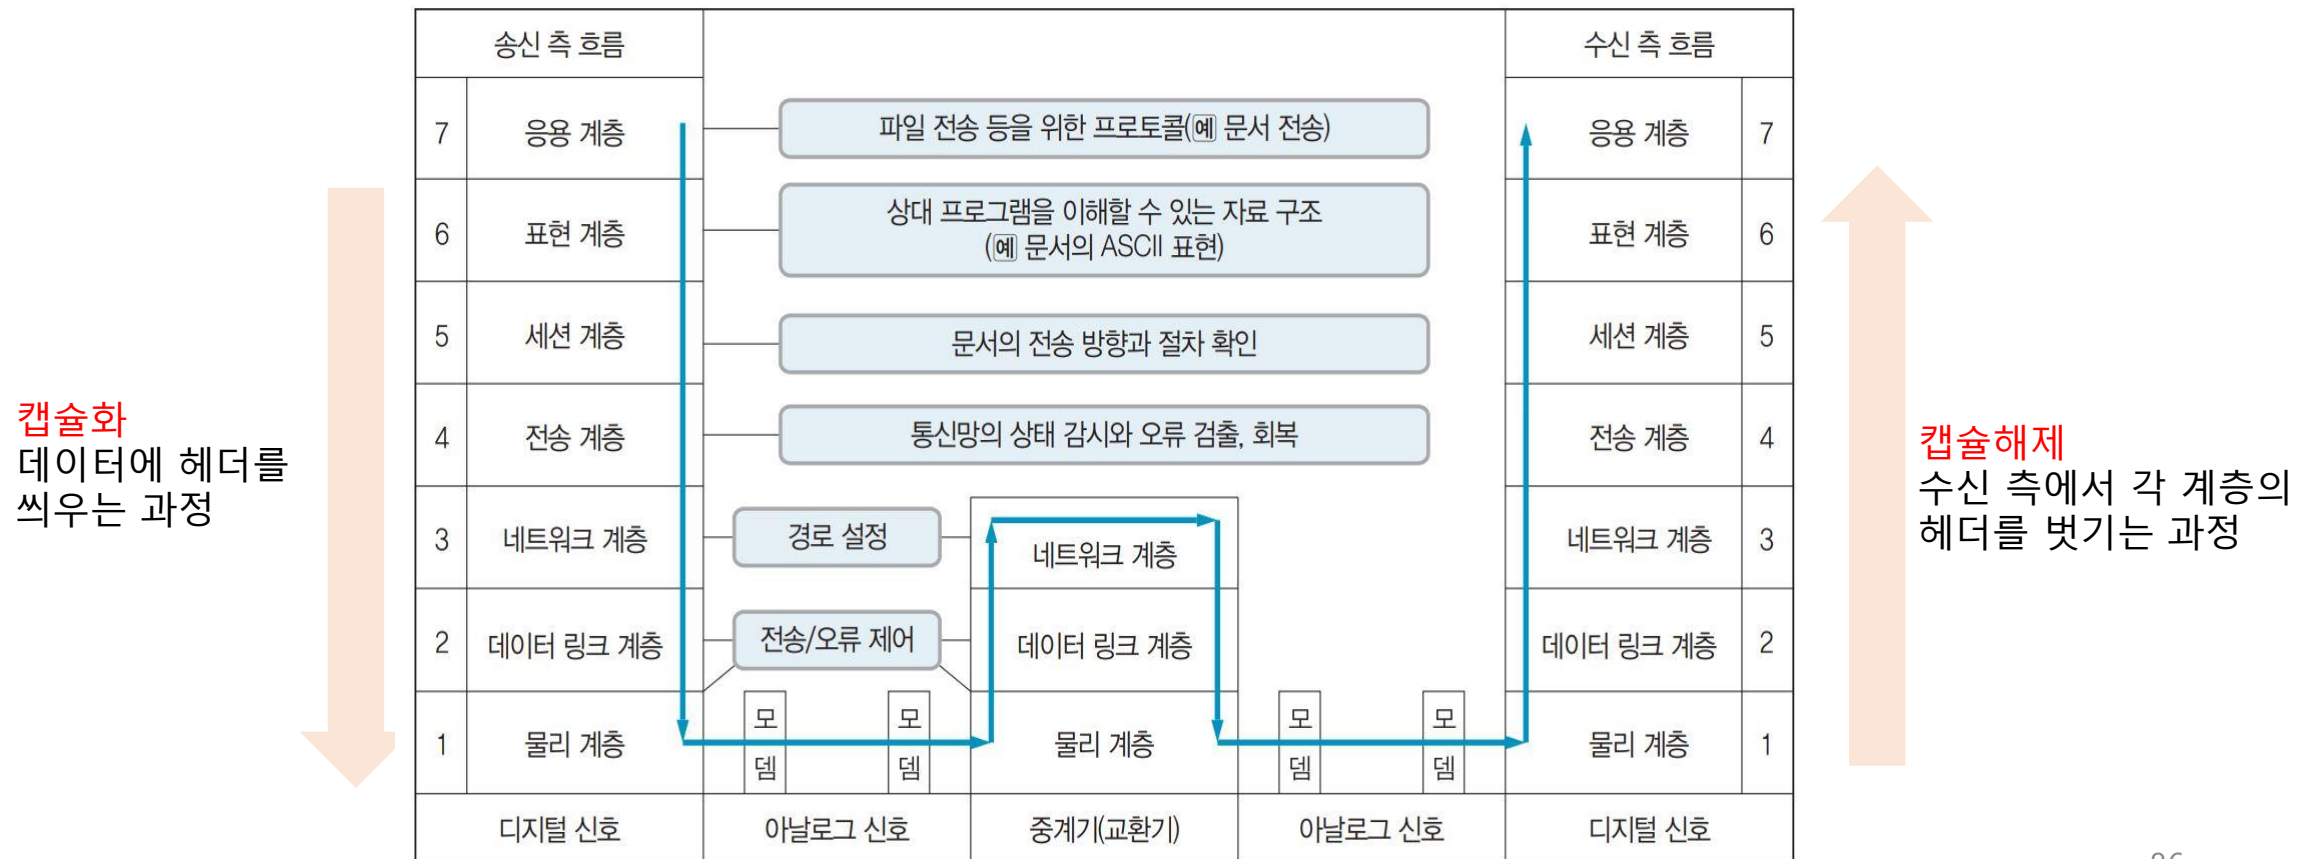 송신 측 흐름
수신 측 흐름
7 응용 계층
파일 전송 등을 위한 프로토콜(예 문서 전송)
응용 계층 7
6 표현 계층
상대 프로그램을 이해할 수 있는 자료 구조
(예 문서의 ASCII 표현)
표현 계층 6
5 세션 계층
문서의 전송 방향과 절차 확인
세션 계층 5
4 전송 계층
통신망의 상태 감시와 오류 검출, 회복
전송 계층 4
3 네트워크 계층
경로 설정
네트워크 계층
네트워크 계층 3
2 데이터 링크 계층
전송/오류 제어
데이터 링크 계층
데이터 링크 계층 2
1 물리 계층
모뎀
모뎀
물리 계층
모뎀
모뎀
물리 계층 1
디지털 신호
아날로그 신호
중계기(교환기)
아날로그 신호
디지털 신호
캡슐화
데이터에 헤더를
씌우는 과정
캡슐해제
수신 측에서 각 계층의
헤더를 벗기는 과정